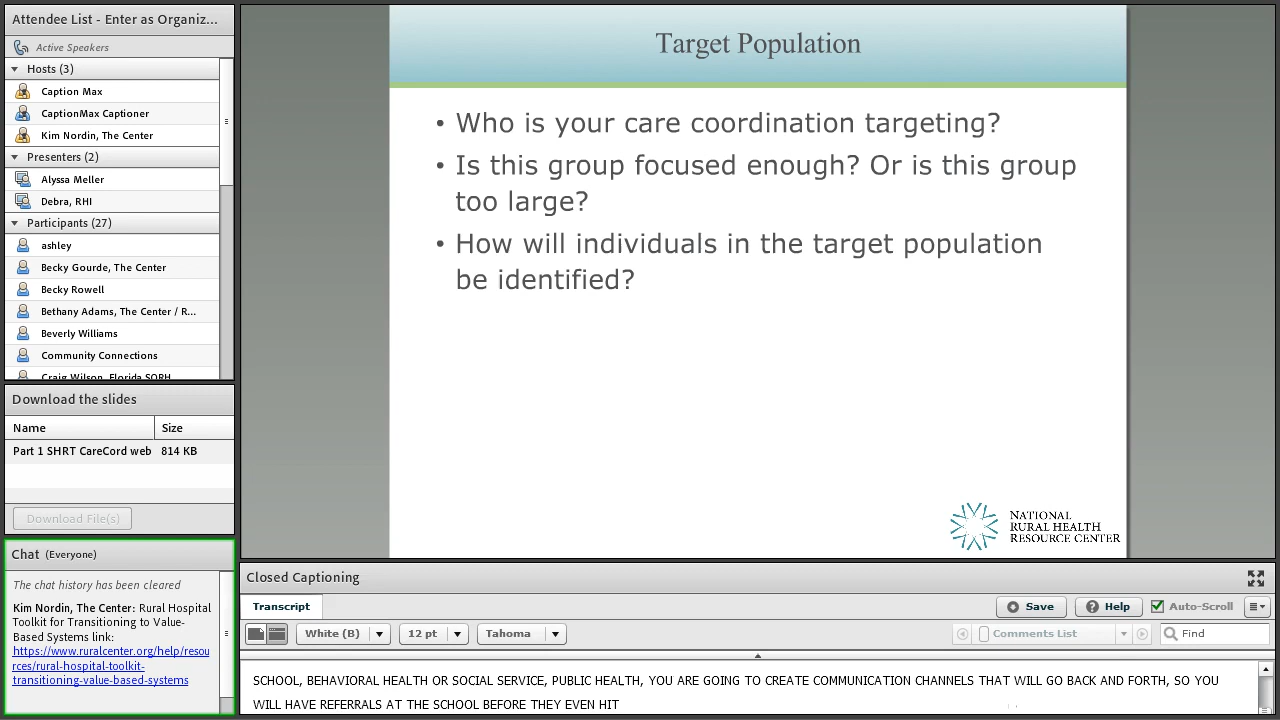 Attendee List - Enter as Organiz...
Active Speakers
Hosts (3)
Caption Max
CaptionMax Captioner
Kim Nordin, The Center
Presenters (2)
Alyssa Meller
Debra, RHI
Participants (27)
ashley
Becky Gourde, The Center
Becky Rowell
Bethany Adams, The Center / R...
Beverly Williams
Community Connections
Craig Wilson, Florida SORH
Download the slides
Name Size
Part 1 SHRT CareCord web 814 KB
Download File(s)
Chat (Everyone)
The chat history has been cleared
Kim Nordin, The Center: Rural Hospital
Toolkit for Transitioning to Value-
Based Systems link:
https://www.ruralcenter.org/help/resou
rces/rural-hospital-toolkit-
transitioning-value-based-systems
Target Population
• Who is your care coordination targeting?
• Is this group focused enough? Or is this group
too large?
• How will individuals in the target population
be identified?
NATIONAL
RURAL HEALTH
RESOURCE CENTER
Closed Captioning
Transcript Save Help Auto-Scroll
White (B) 12 pt Tahoma Comments List Find
SCHOOL, BEHAVIORAL HEALTH OR SOCIAL SERVICE, PUBLIC HEALTH, YOU ARE GOING TO CREATE COMMUNICATION CHANNELS THAT WILL GO BACK AND FORTH, SO YOU
WILL HAVE REFERRALS AT THE SCHOOL BEFORE THEY EVEN HIT